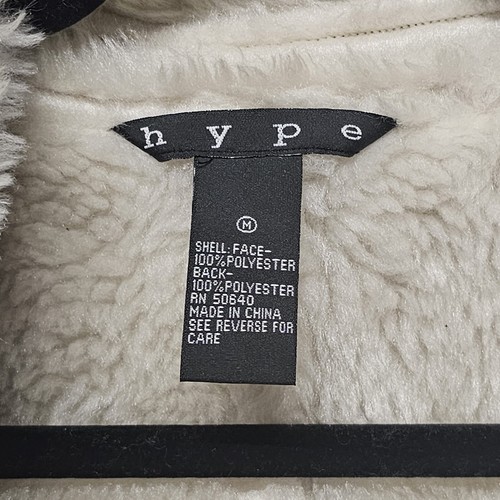 hype
M
SHELL: FACE-
100%POLYESTER
BACK-
100%POLYESTER
RN 50640
MADE IN CHINA
SEE REVERSE FOR
CARE